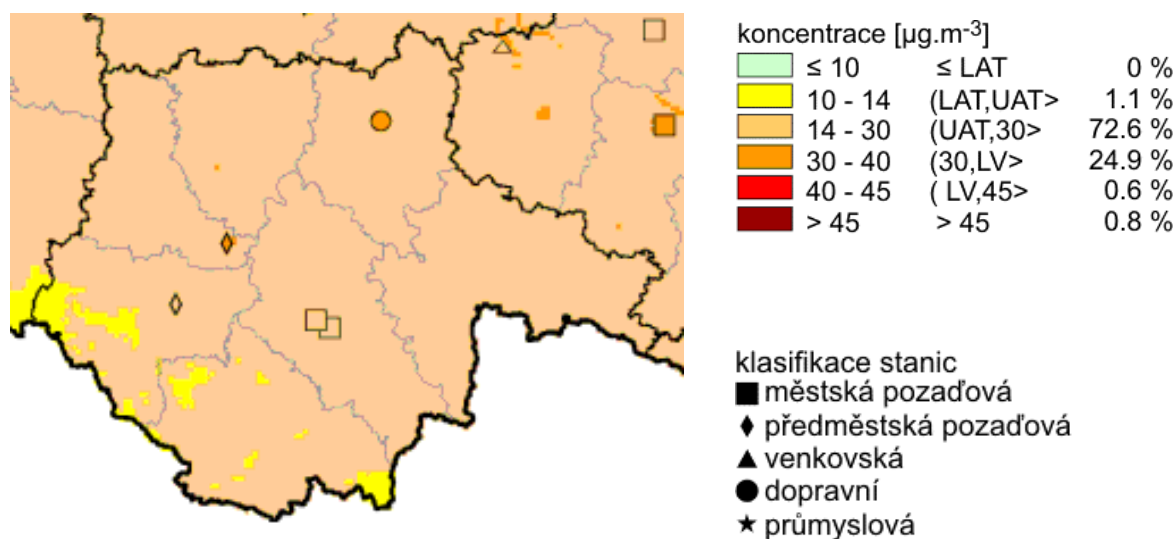 koncentrace [µg.m-3]
≤ 10 ≤ LAT 0 %
10 - 14 (LAT,UAT> 1.1 %
14 - 30 (UAT,30> 72.6 %
30 - 40 (30,LV> 24.9 %
40 - 45 ( LV,45> 0.6 %
> 45 > 45 0.8 %
klasifikace stanic
městská pozaďová
předměstská pozaďová
venkovská
dopravní
průmyslová